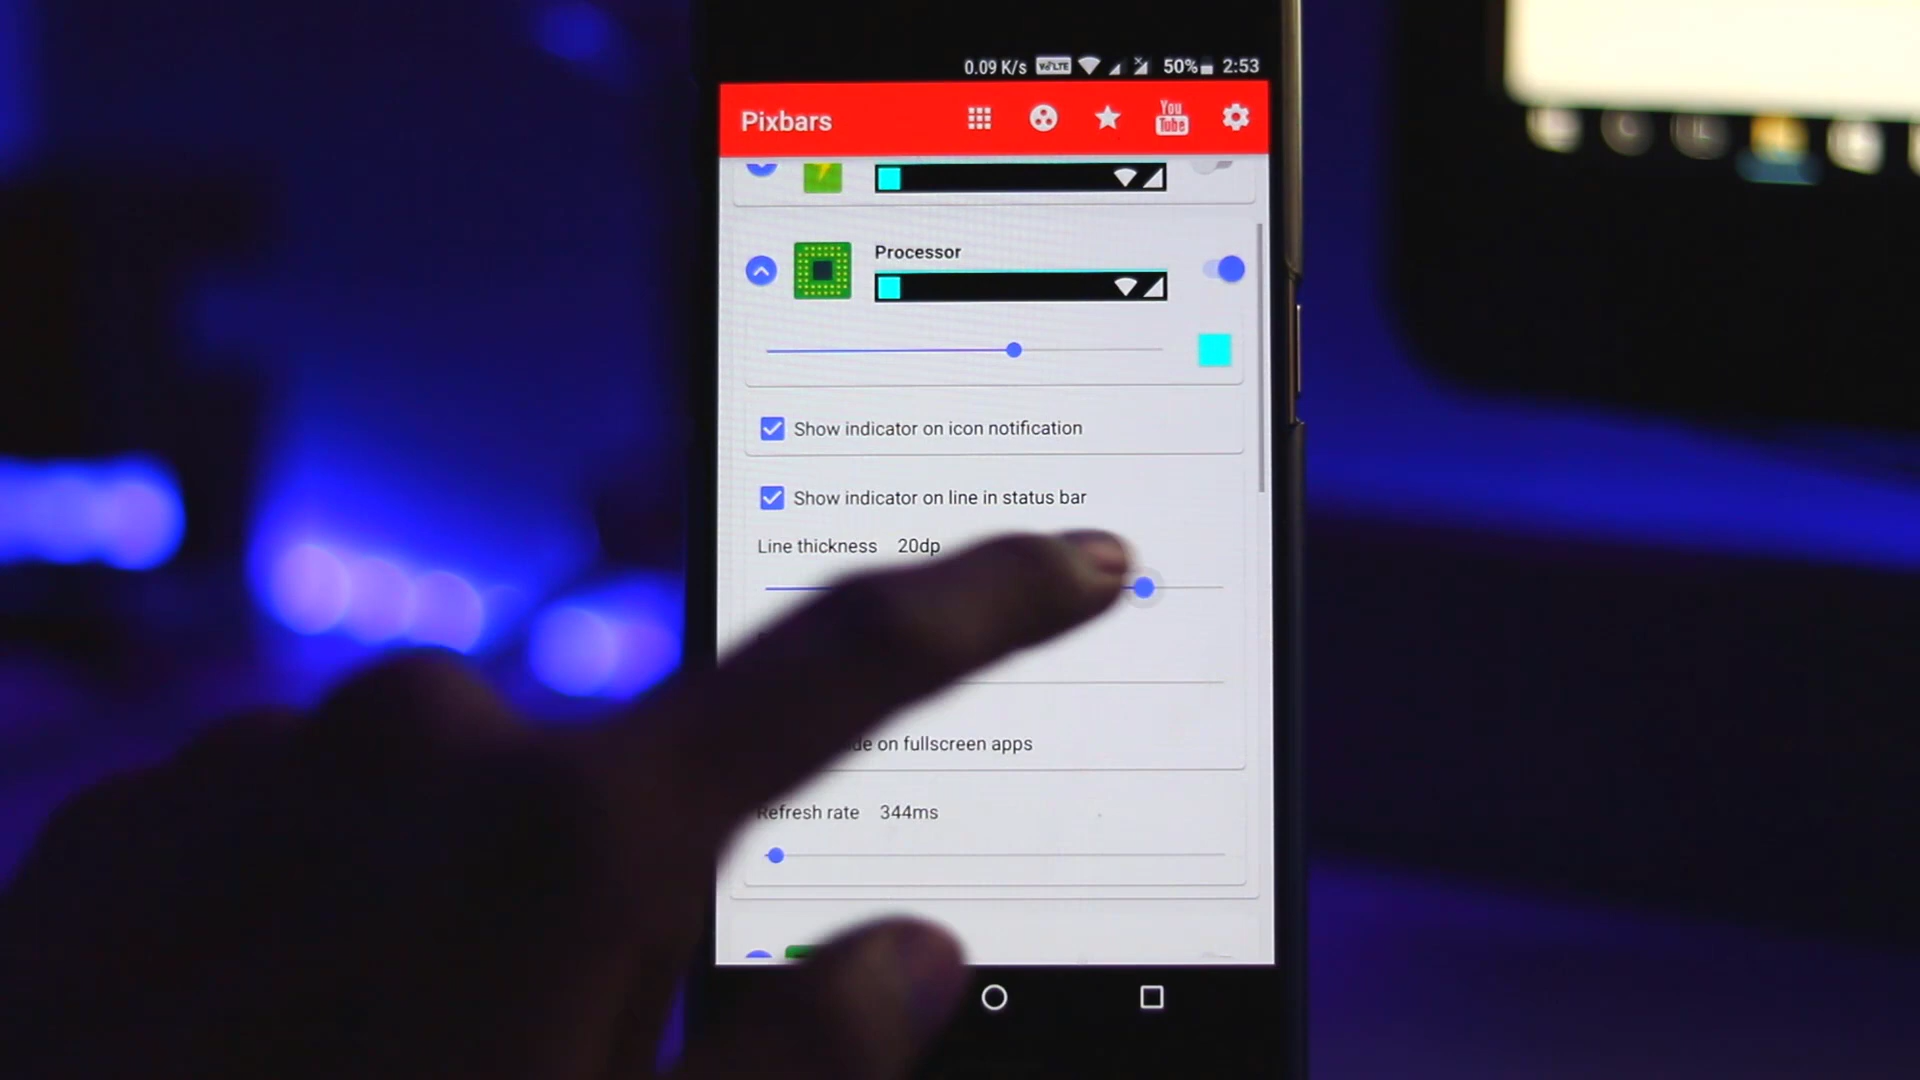 0.09 K/s VoLTE 50% 2:53
Pixbars
You
Tube
Processor
Show indicator on icon notification
Show indicator on line in status bar
Line thickness 20dp
on fullscreen apps
Refresh rate 344ms